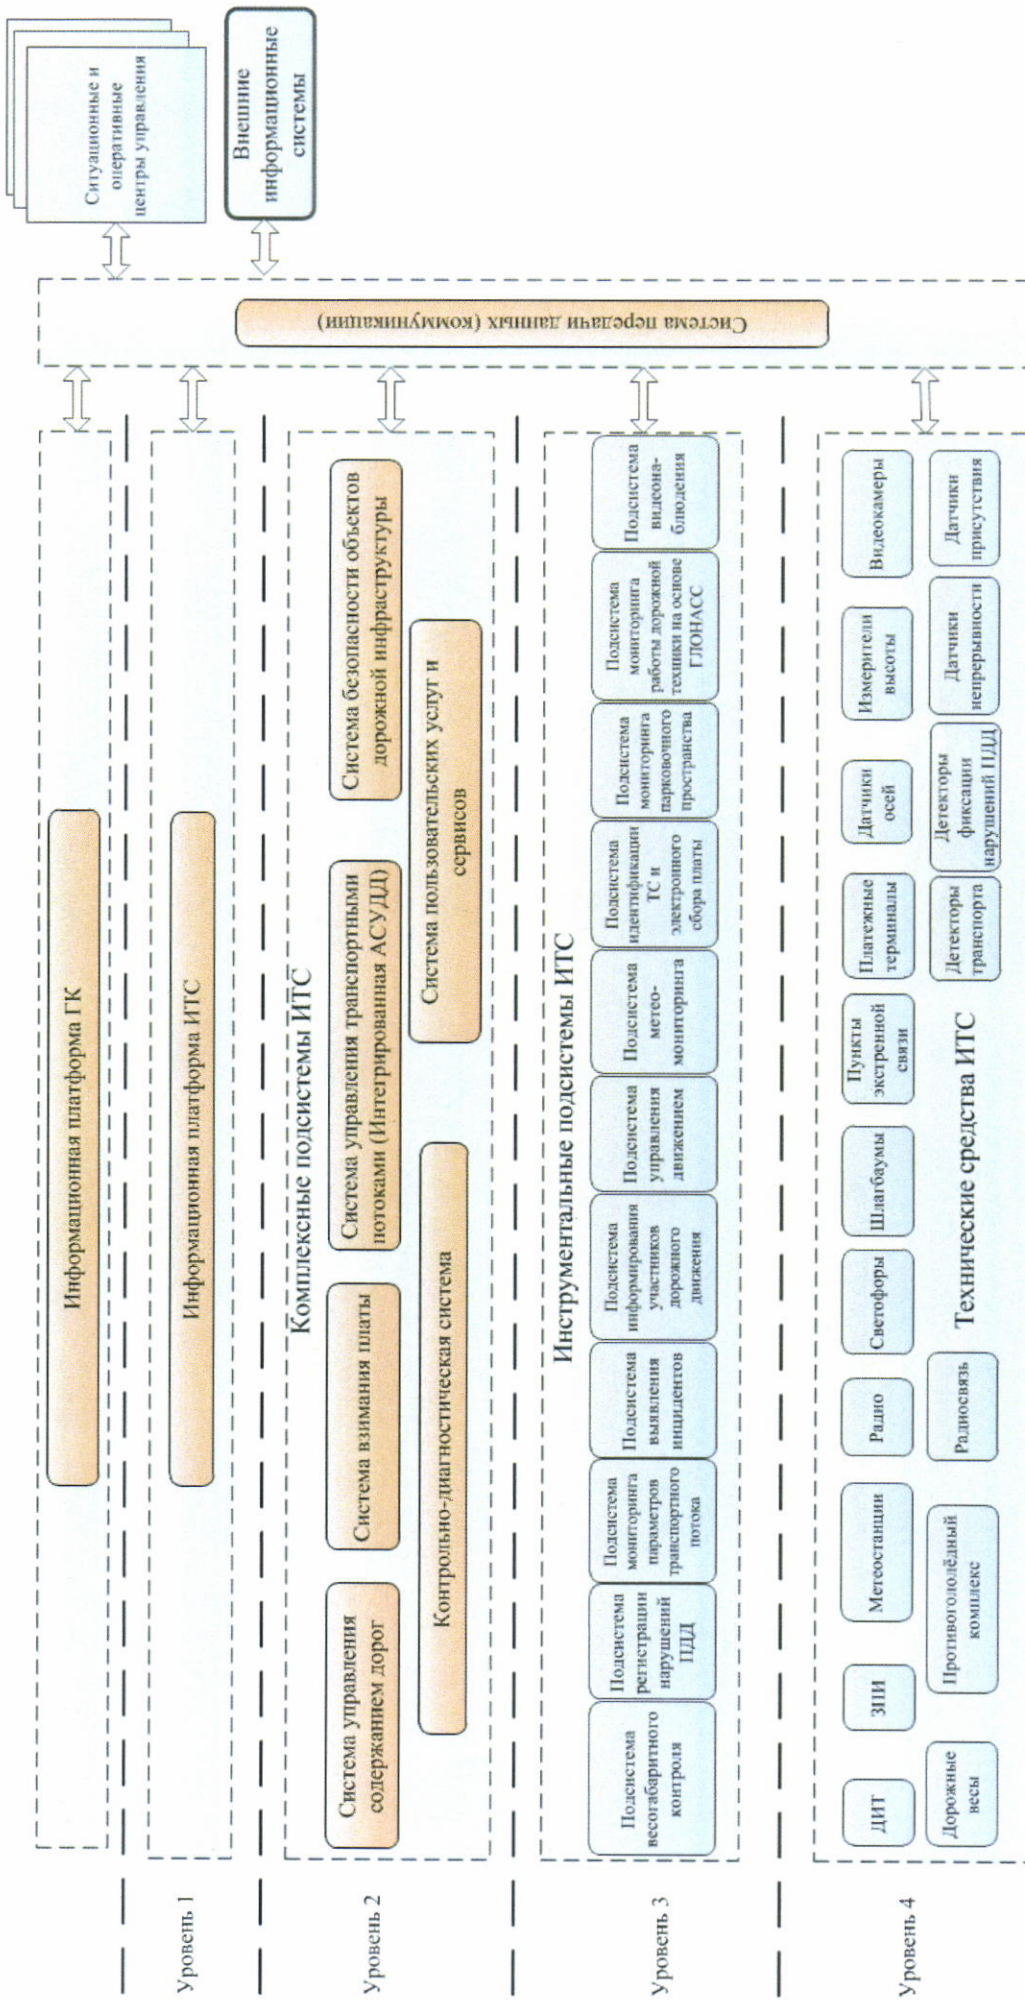 Информационная платформа ГК
Ситуационные и
оперативные
центры управления
Уровень 1
Информационная платформа ИТС
Внешние
информационные
системы
Уровень 2
Комплексные подсистемы ИТС
Система управления
содержанием дорог
Система взимания платы
Система управления транспортными
потоками (Интегрированная АСУДД)
Система безопасности объектов
дорожной инфраструктуры
Контрольно-диагностическая система
Система пользовательских услуг и
сервисов
Система передачи данных (коммуникации)
Уровень 3
Инструментальные подсистемы ИТС
Подсистема
весогабаритного
контроля
Подсистема
регистрации
нарушений
ПДД
Подсистема
мониторинга
параметров
транспортного
потока
Подсистема
выявления
инцидентов
Подсистема
информирования
участников
дорожного
движения
Подсистема
управления
движением
Подсистема
метео-
мониторинга
Подсистема
идентификации
ТС и
электронного
сбора платы
Подсистема
мониторинга
парковочного
пространства
Подсистема
мониторинга
работы дорожной
техники на основе
ГЛОНАСС
Подсистема
видеона-
блюдения
Уровень 4
ДИТ
ЗПИ
Метеостанции
Радио
Светофоры
Шлагбаумы
Пункты
экстренной
связи
Платежные
терминалы
Датчики
осей
Измерители
высоты
Видеокамеры
Дорожные
весы
Противогололёдный
комплекс
Радиосвязь
Технические средства ИТС
Детекторы
транспорта
Детекторы
фиксации
нарушений ПДД
Датчики
непрерывности
Датчики
присутствия